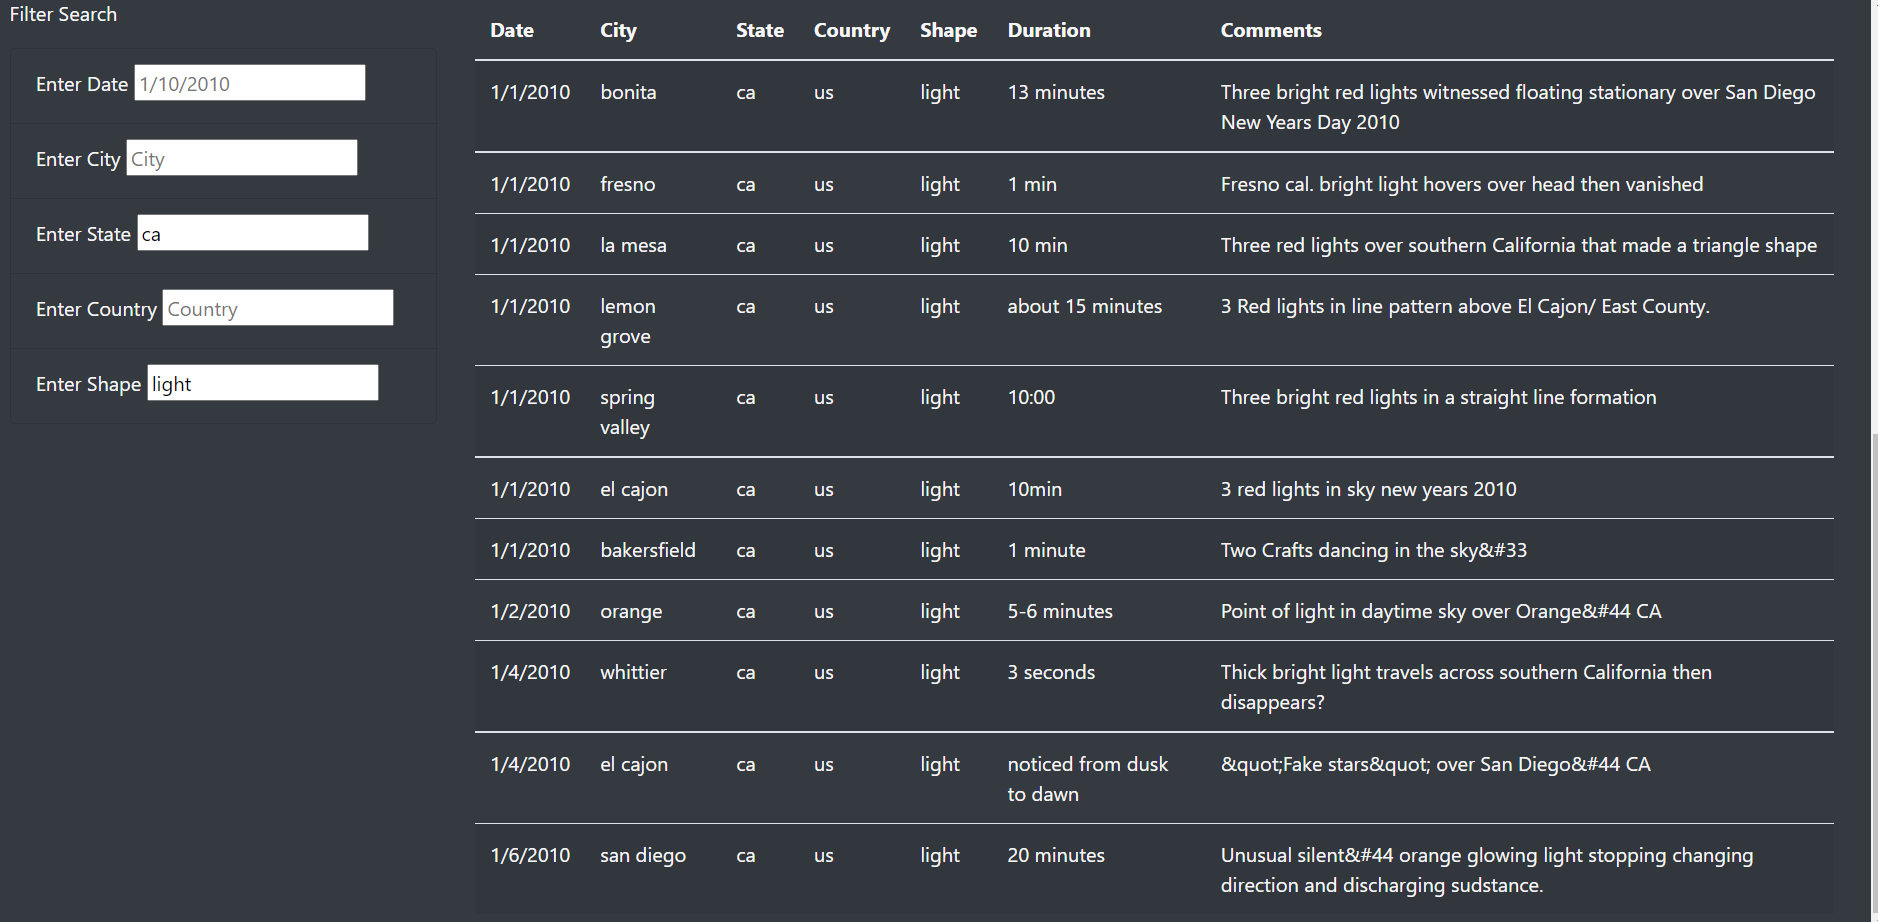 Filter Search
Enter Date 1/10/2010
Enter City City
Enter State ca
Enter Country Country
Enter Shape light
Date City State Country Shape Duration Comments
1/1/2010 bonita ca us light 13 minutes Three bright red lights witnessed floating stationary over San Diego
New Years Day 2010
1/1/2010 fresno ca us light 1 min Fresno cal. bright light hovers over head then vanished
1/1/2010 la mesa ca us light 10 min Three red lights over southern California that made a triangle shape
1/1/2010 lemon ca us light about 15 minutes 3 Red lights in line pattern above El Cajon/ East County.
grove
1/1/2010 spring ca us light 10:00 Three bright red lights in a straight line formation
valley
1/1/2010 el cajon ca us light 10min 3 red lights in sky new years 2010
1/1/2010 bakersfield ca us light 1 minute Two Crafts dancing in the sky&#33
1/2/2010 orange ca us light 5-6 minutes Point of light in daytime sky over Orange&#44 CA
1/4/2010 whittier ca us light 3 seconds Thick bright light travels across southern California then
disappears?
1/4/2010 el cajon ca us light noticed from dusk &quot;Fake stars&quot; over San Diego&#44 CA
to dawn
1/6/2010 san diego ca us light 20 minutes Unusual silent&#44 orange glowing light stopping changing
direction and discharging sudstance.